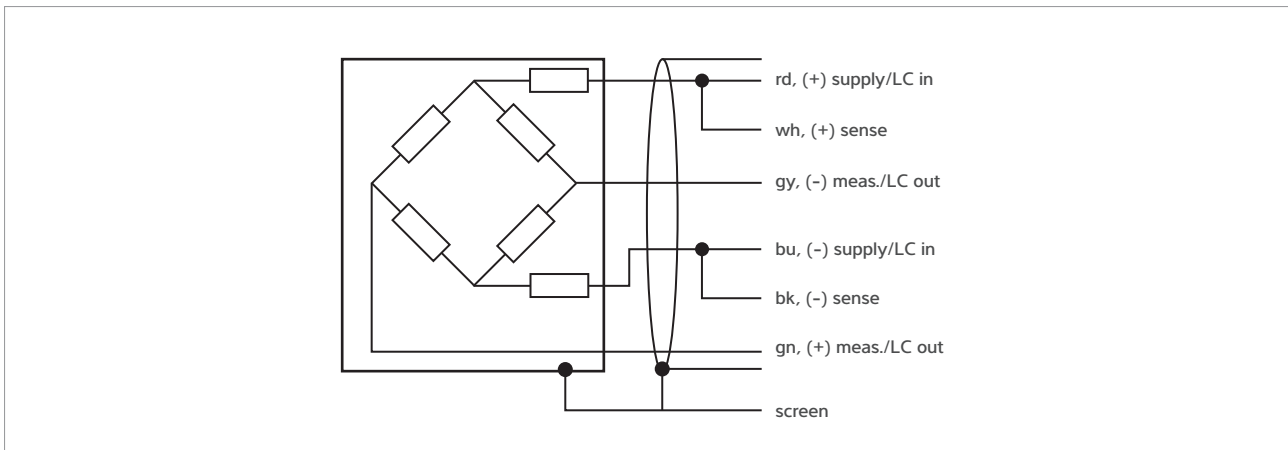 rd, (+) supply/LC in
wh, (+) sense
gy, (-) meas./LC out
bu, (-) supply/LC in
bk, (-) sense
gn, (+) meas./LC out
screen